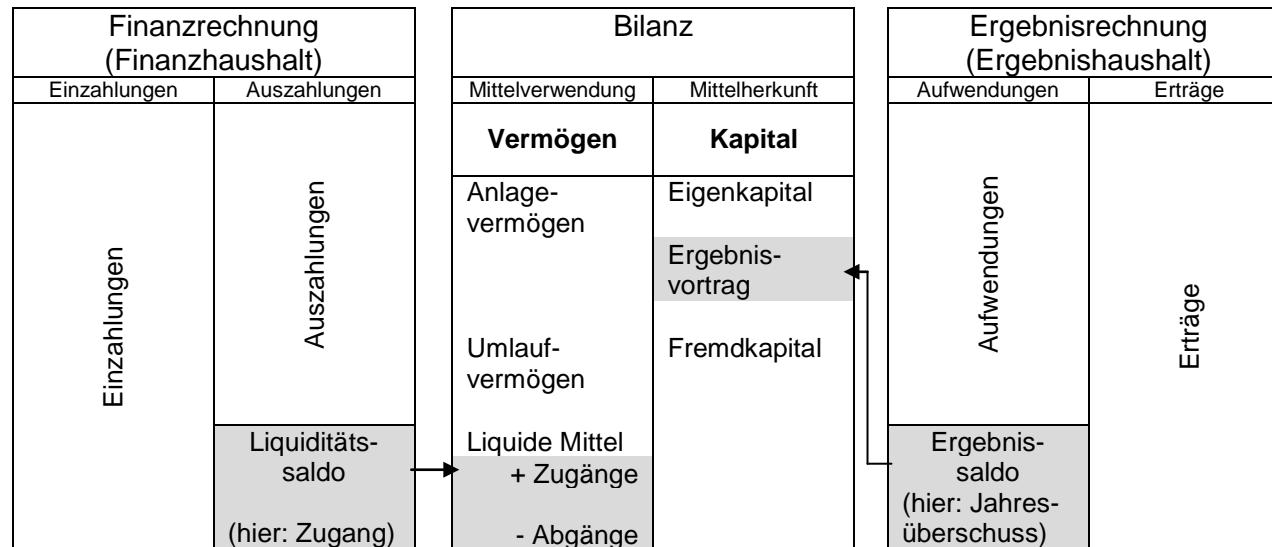 Finanzrechnung
(Finanzhaushalt)
Einzahlungen
Auszahlungen
Einzahlungen
Auszahlungen
Liquiditäts-
saldo
(hier: Zugang)
Bilanz
Mittelverwendung
Mittelherkunft
Vermögen
Kapital
Anlage-
vermögen
Umlauf-
vermögen
Liquide Mittel
+ Zugänge
- Abgänge
Eigenkapital
Ergebnis-
vortrag
Fremdkapital
Ergebnisrechnung
(Ergebnishaushalt)
Aufwendungen
Erträge
Aufwendungen
Ergebnis-
saldo
(hier: Jahres-
überschuss)
Erträge